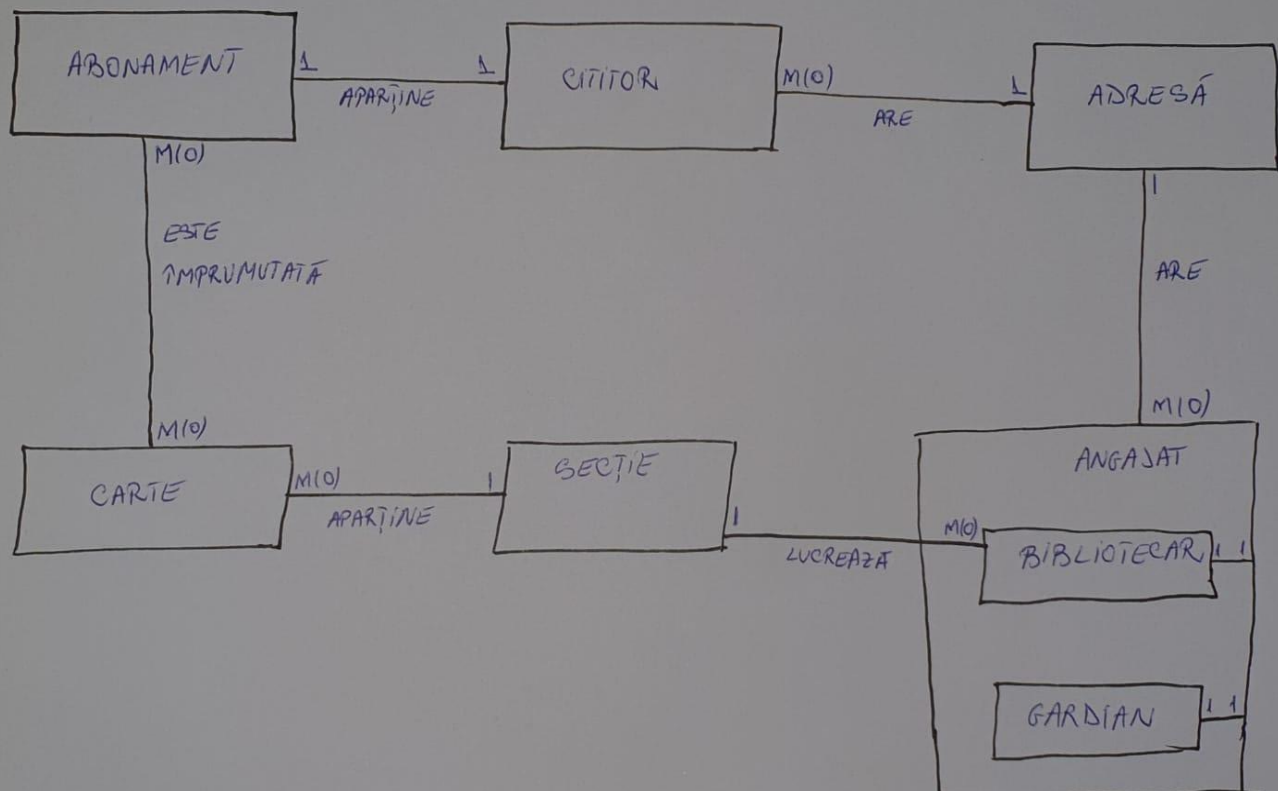 ABONAMENT
1
APARȚINE
1
CITITOR
M(0)
ARE
1
ADRESĂ
M(0)
ESTE
ÎMPRUMUTATĂ
M(0)
1
ARE
M(0)
CARTE
M(0)
APARȚINE
1
SECȚIE
1
LUCREAZĂ
M(0)
ANGAJAT
BIBLIOTECAR
1 1
GARDIAN
1 1